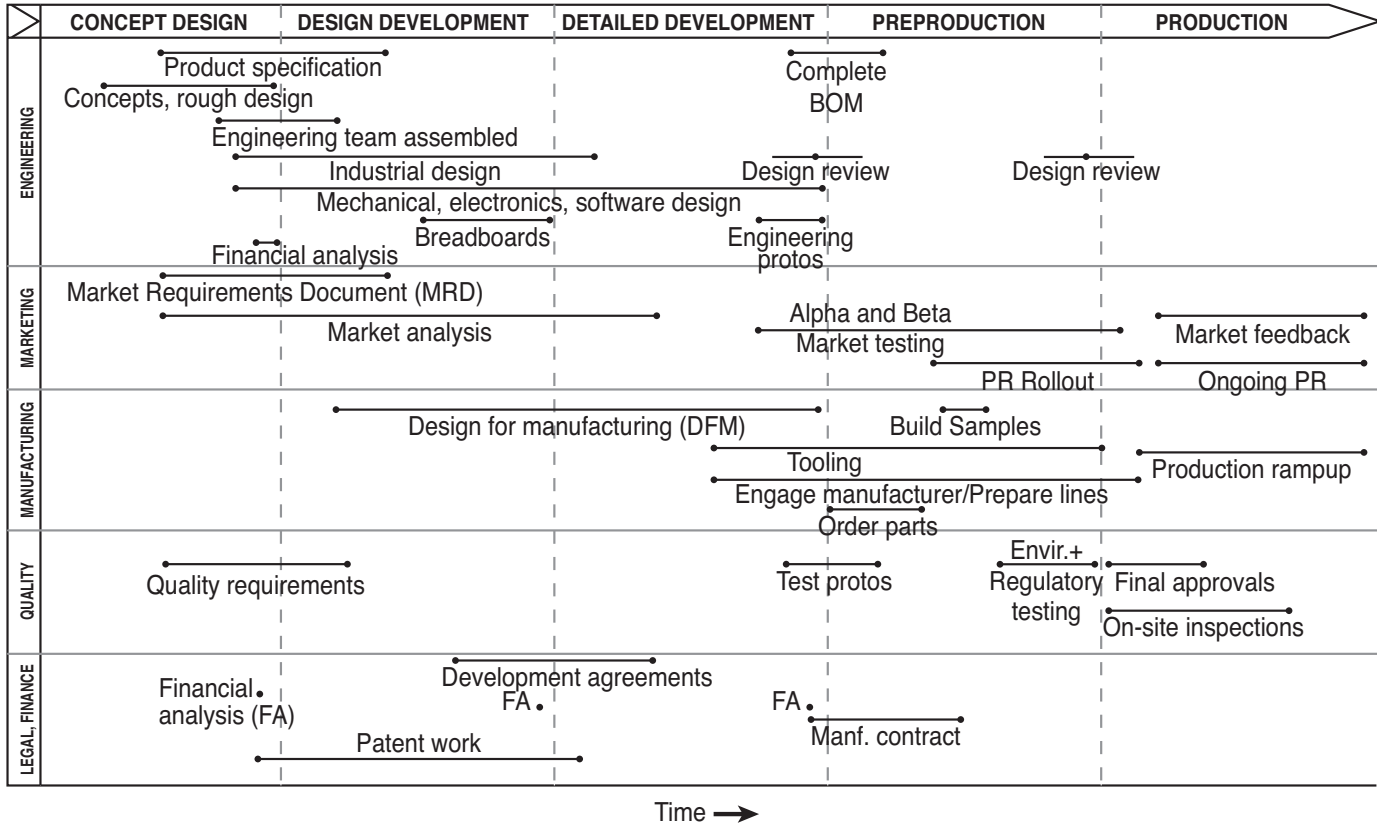 CONCEPT DESIGN
DESIGN DEVELOPMENT
DETAILED DEVELOPMENT
PREPRODUCTION
PRODUCTION
ENGINEERING
Product specification
Complete
BOM
Concepts, rough design
Engineering team assembled
Industrial design
Design review
Design review
Mechanical, electronics, software design
Breadboards
Engineering
protos
Financial analysis
MARKETING
Market Requirements Document (MRD)
Market analysis
Alpha and Beta
Market testing
Market feedback
PR Rollout
Ongoing PR
MANUFACTURING
Design for manufacturing (DFM)
Build Samples
Tooling
Production rampup
Engage manufacturer/Prepare lines
Order parts
QUALITY
Quality requirements
Test protos
Envir.+
Regulatory
testing
Final approvals
On-site inspections
LEGAL, FINANCE
Development agreements
Financial
analysis (FA)
FA
FA
Manf. contract
Patent work
Time